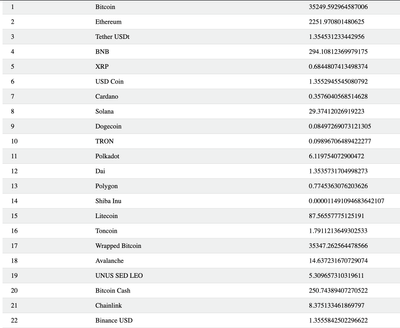 1 Bitcoin 35249.592964587006
2 Ethereum 2251.970801480625
3 Tether USDt 1.354531233442956
4 BNB 294.10812369979175
5 XRP 0.6844807413498374
6 USD Coin 1.3552945545080792
7 Cardano 0.3576040568514628
8 Solana 29.37412026919223
9 Dogecoin 0.08497269073121305
10 TRON 0.09896706489422277
11 Polkadot 6.119754072900472
12 Dai 1.3535731704998273
13 Polygon 0.7745363076203626
14 Shiba Inu 0.000011491094683642107
15 Litecoin 87.56557775125191
16 Toncoin 1.7911213649302533
17 Wrapped Bitcoin 35347.262564478566
18 Avalanche 14.637231670729074
19 UNUS SED LEO 5.309657310319611
20 Bitcoin Cash 250.74389407270522
21 Chainlink 8.375133461869797
22 Binance USD 1.3555842502296622